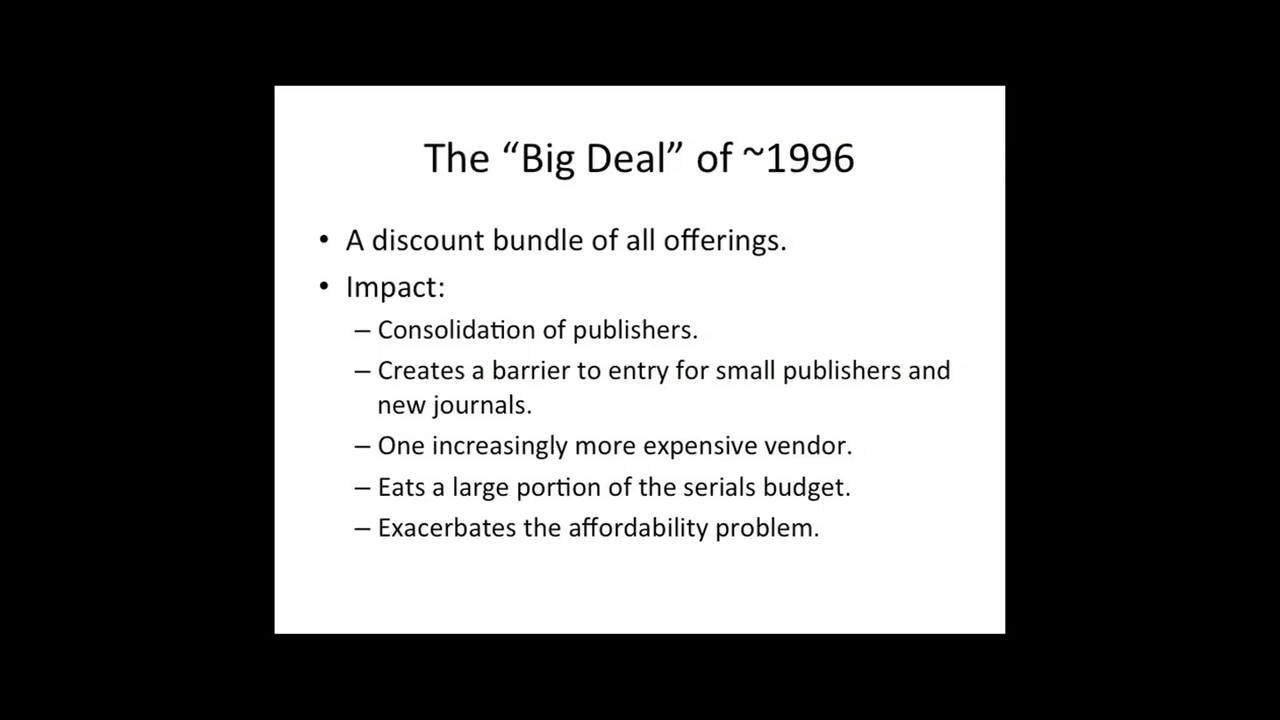 The “Big Deal” of ~1996
• A discount bundle of all offerings.
• Impact:
– Consolidation of publishers.
– Creates a barrier to entry for small publishers and
new journals.
– One increasingly more expensive vendor.
– Eats a large portion of the serials budget.
– Exacerbates the affordability problem.